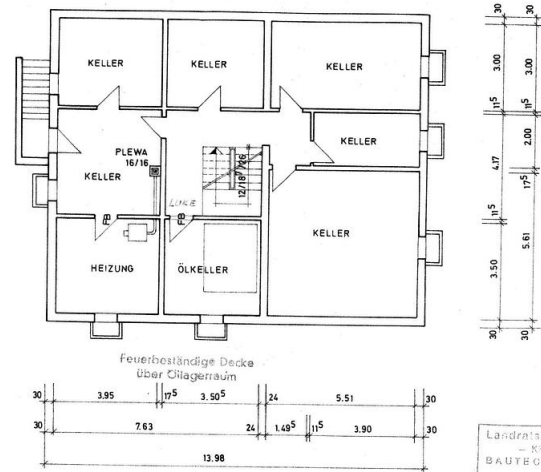 KELLER
KELLER
KELLER
KELLER
PLEWA
16/16
KELLER
12/18⁷/26
LUKE
FB
FB
KELLER
HEIZUNG
ÖLKELLER
Feuerbeständige Decke
über Öllagerraum
30 3.95 17⁵ 3.50⁵ 24 5.51 30
30 7.63 24 1.49⁵ 11⁵ 3.90 30
13.98
30 3.00 11⁵ 4.17 11⁵ 3.50 30
30 3.00 11⁵ 2.00 17⁵ 5.61 30
Landrats
BAUTEC